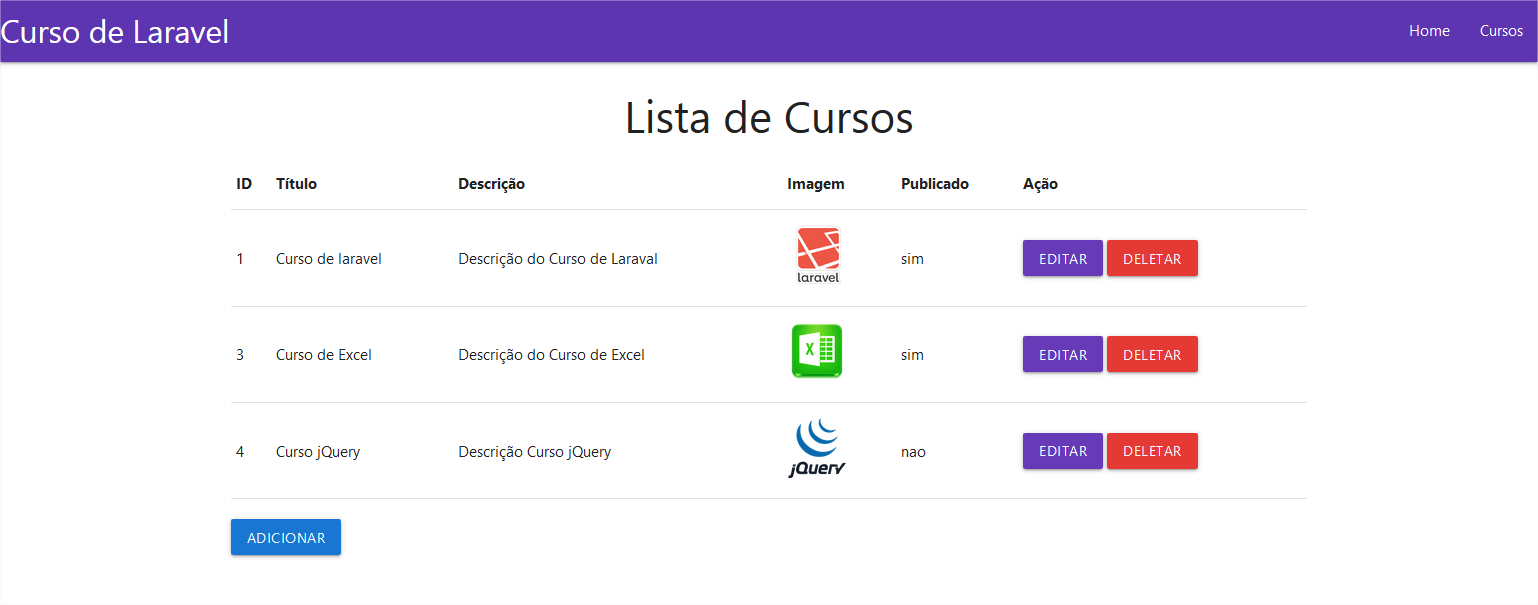 Curso de Laravel Home Cursos
Lista de Cursos
ID Título Descrição Imagem Publicado Ação
1 Curso de laravel Descrição do Curso de Laraval laravel sim EDITAR DELETAR
3 Curso de Excel Descrição do Curso de Excel X sim EDITAR DELETAR
4 Curso jQuery Descrição Curso jQuery jQuery nao EDITAR DELETAR
ADICIONAR